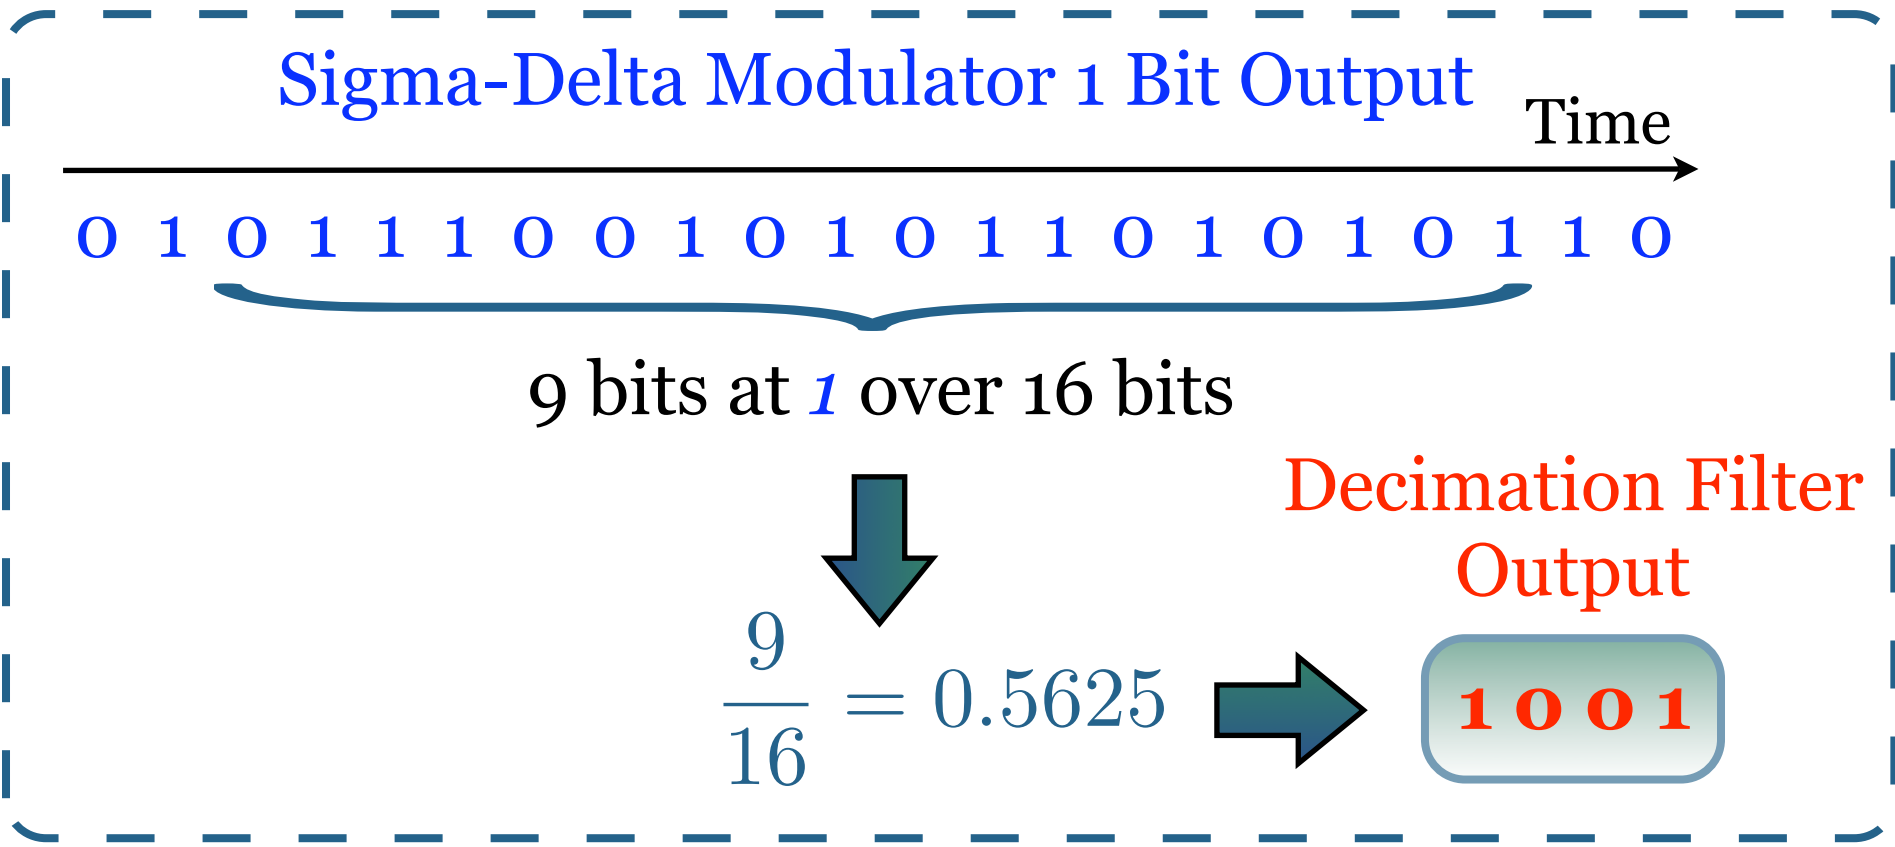 Sigma-Delta Modulator 1 Bit Output
Time
0 1 0 1 1 1 0 0 1 0 1 0 1 1 0 1 0 1 0 1 1 0
9 bits at 1 over 16 bits
Decimation Filter
Output
9/16 = 0.5625
1 0 0 1